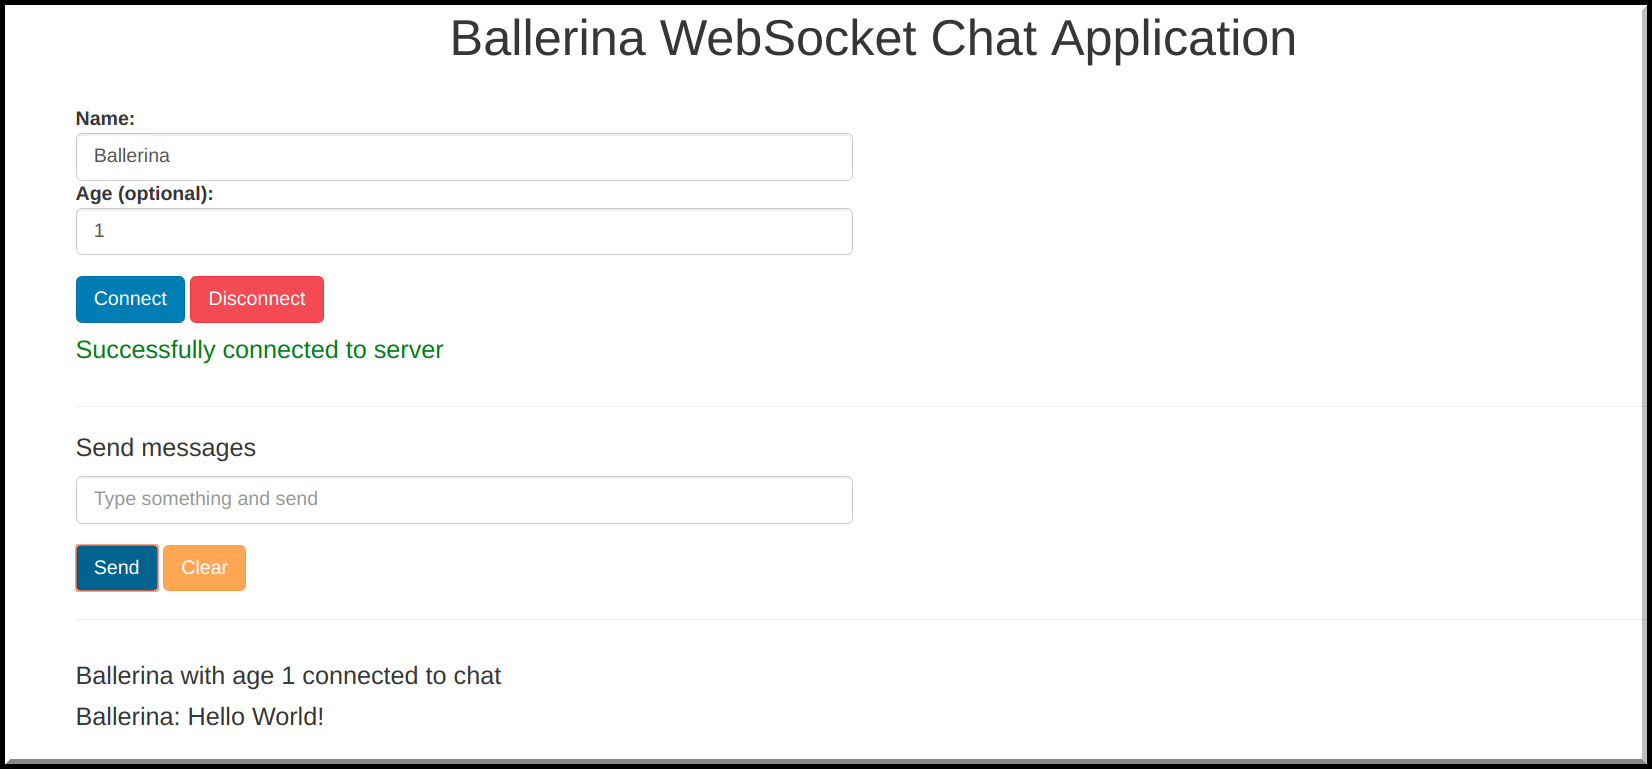 Ballerina WebSocket Chat Application
Name:
Ballerina
Age (optional):
1
Connect Disconnect
Successfully connected to server
Send messages
Type something and send
Send Clear
Ballerina with age 1 connected to chat
Ballerina: Hello World!